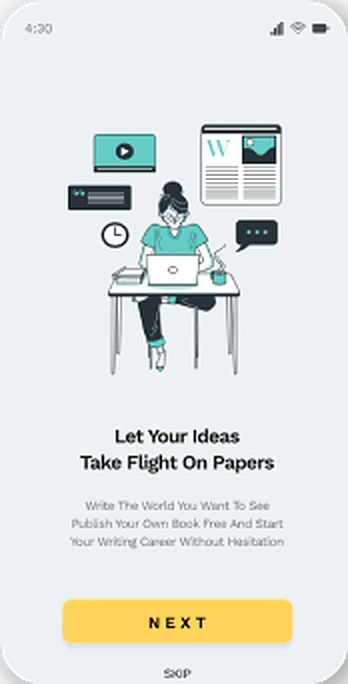 4:30
W
Let Your Ideas
Take Flight On Papers
Write The World You Want To See
Publish Your Own Book Free And Start
Your Writing Career Without Hesitation
NEXT
SKIP